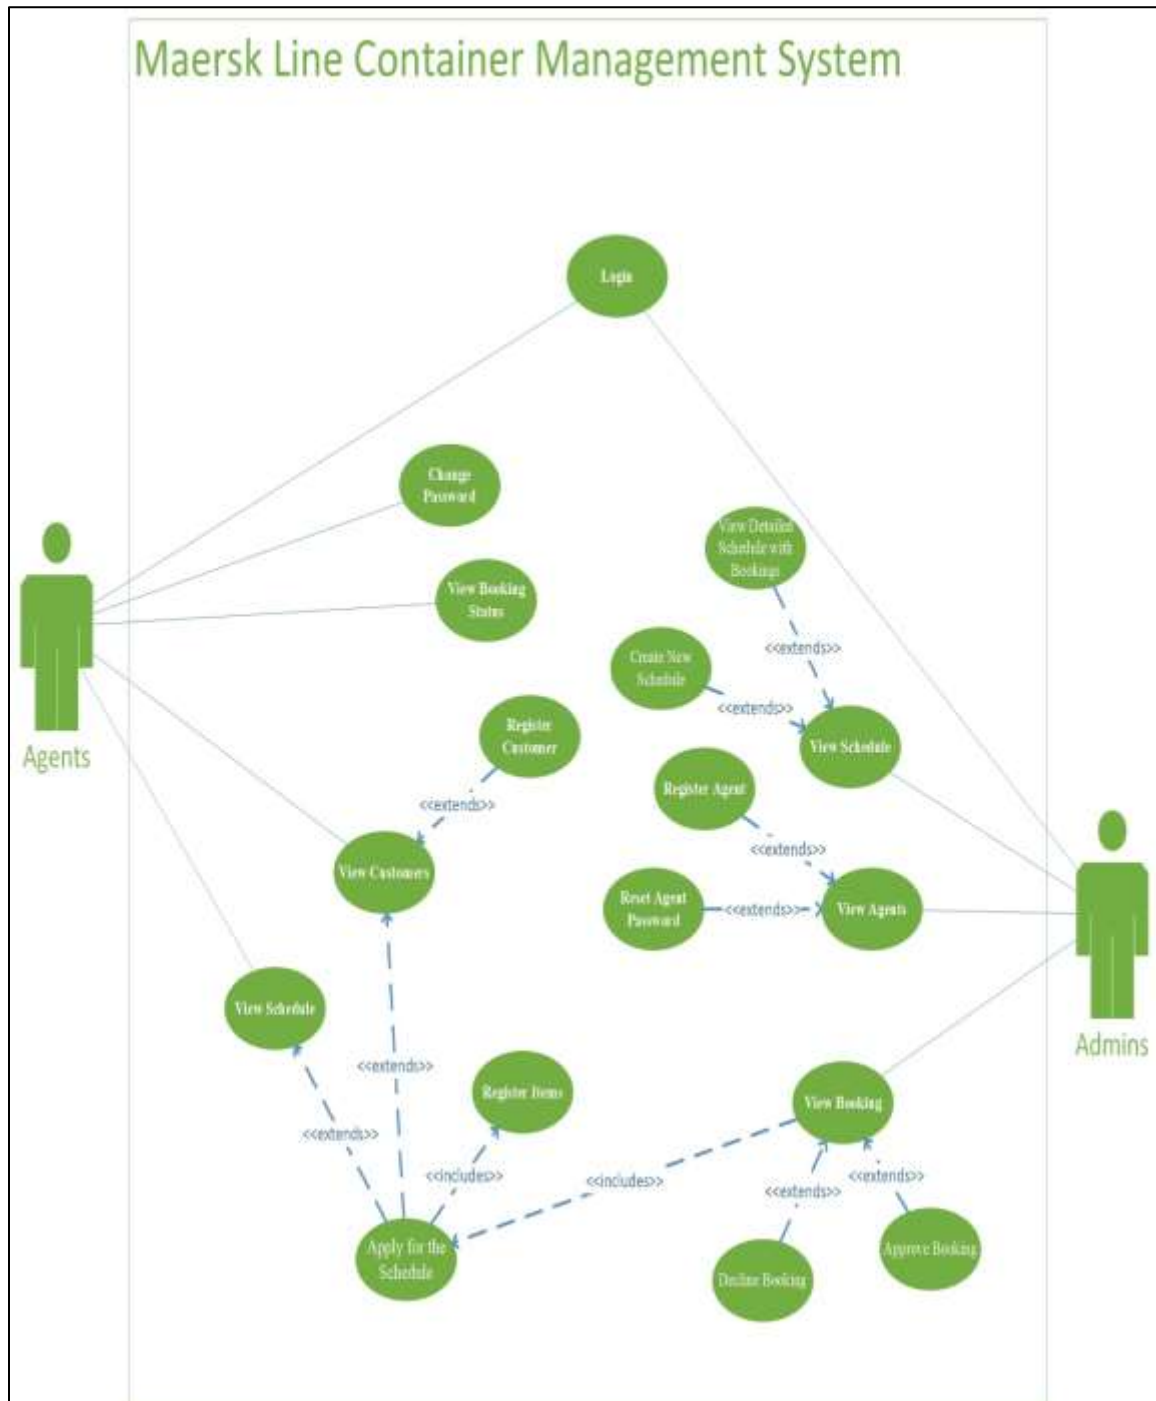 Maersk Line Container Management System
Login
Change
Password
View Detailed
Schedule with
Bookings
View Booking
Status
<<extends>>
Create New
Schedule
<<extends>>
Register
Customer
View Schedule
Agents
Register Agent
<<extends>>
<<extends>>
View Customers
Reset Agent
Password
<<extends>>
View Agents
View Schedule
Admins
<<extends>>
Register Items
View Booking
<<extends>>
<<includes>>
<<includes>>
<<extends>>
<<extends>>
Apply for the
Schedule
Approve Booking
Decline Booking